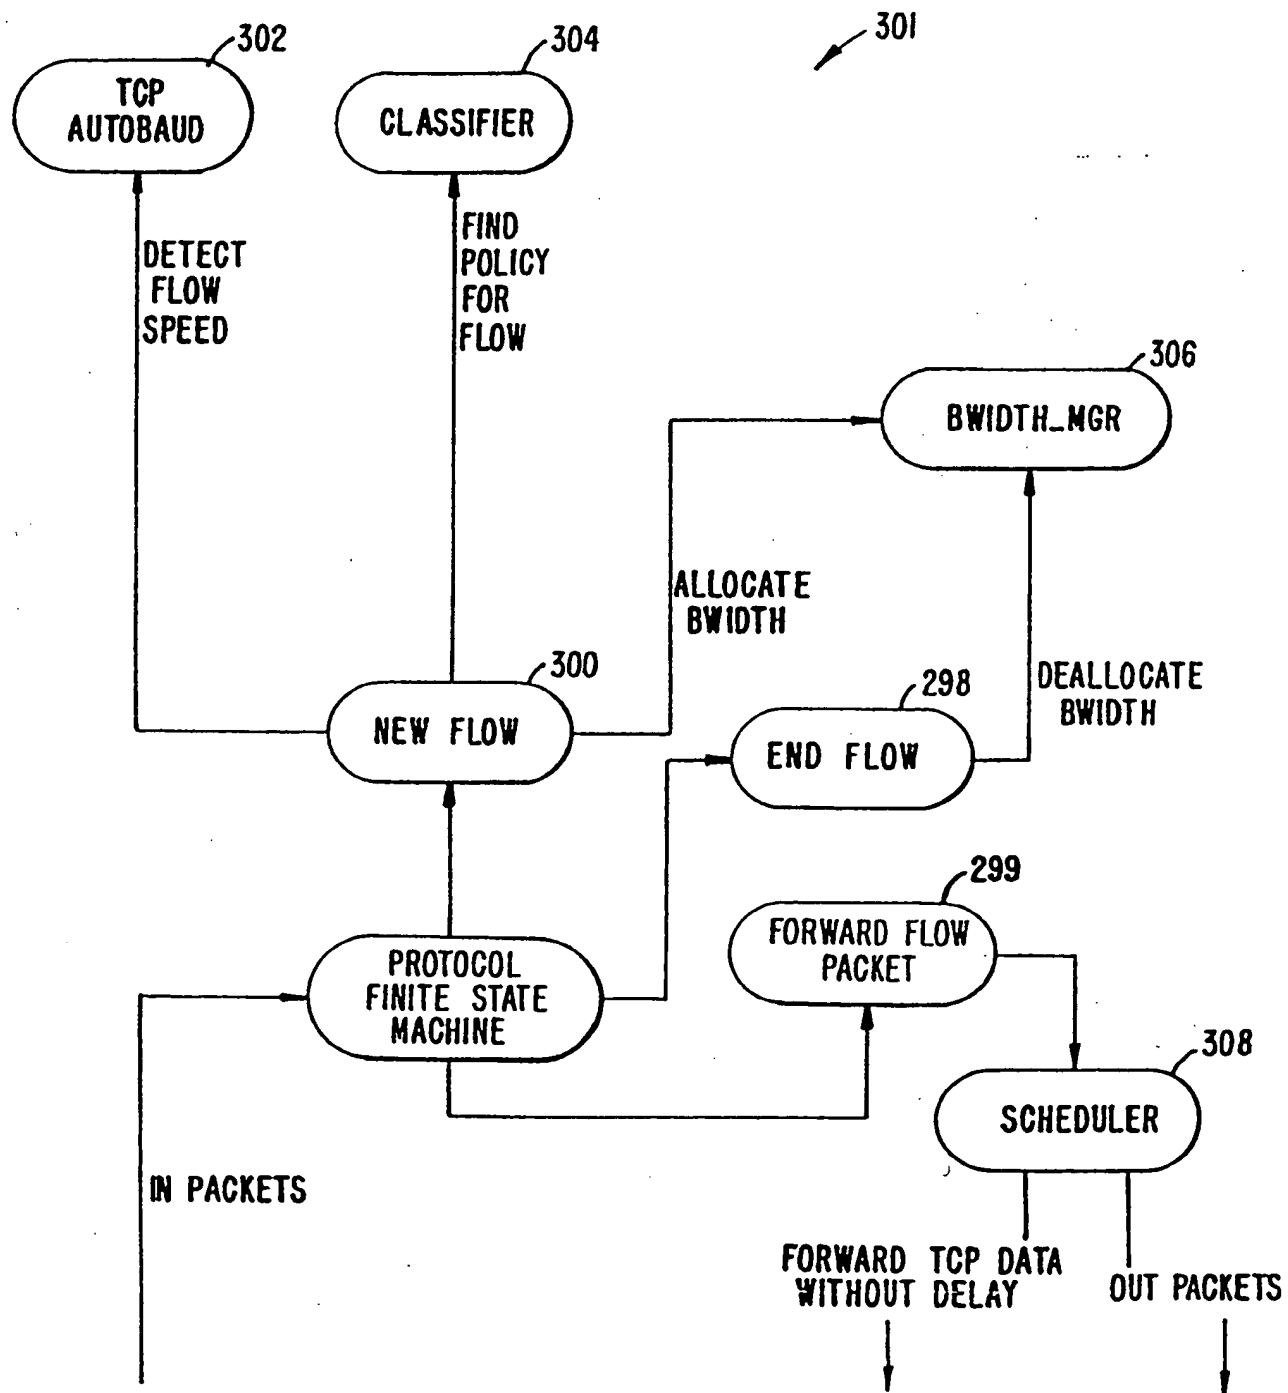 302
304
301
TCP
AUTOBAUD
CLASSIFIER
DETECT
FLOW
SPEED
FIND
POLICY
FOR
FLOW
306
BWIDTH_MGR
ALLOCATE
BWIDTH
300
NEW FLOW
298
END FLOW
DEALLOCATE
BWIDTH
299
FORWARD FLOW
PACKET
PROTOCOL
FINITE STATE
MACHINE
308
SCHEDULER
IN PACKETS
FORWARD TCP DATA
WITHOUT DELAY
OUT PACKETS